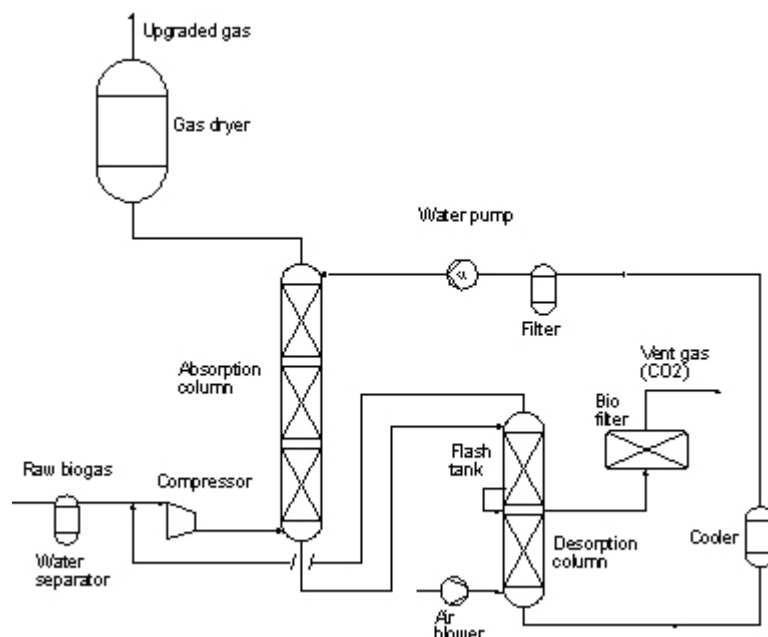 Upgraded gas
Gas dryer
Water pump
Filter
Vent gas
(CO2)
Absorption
column
Bio
filter
Flash
tank
Raw biogas
Compressor
Water
separator
Desorption
column
Cooler
Air
blower